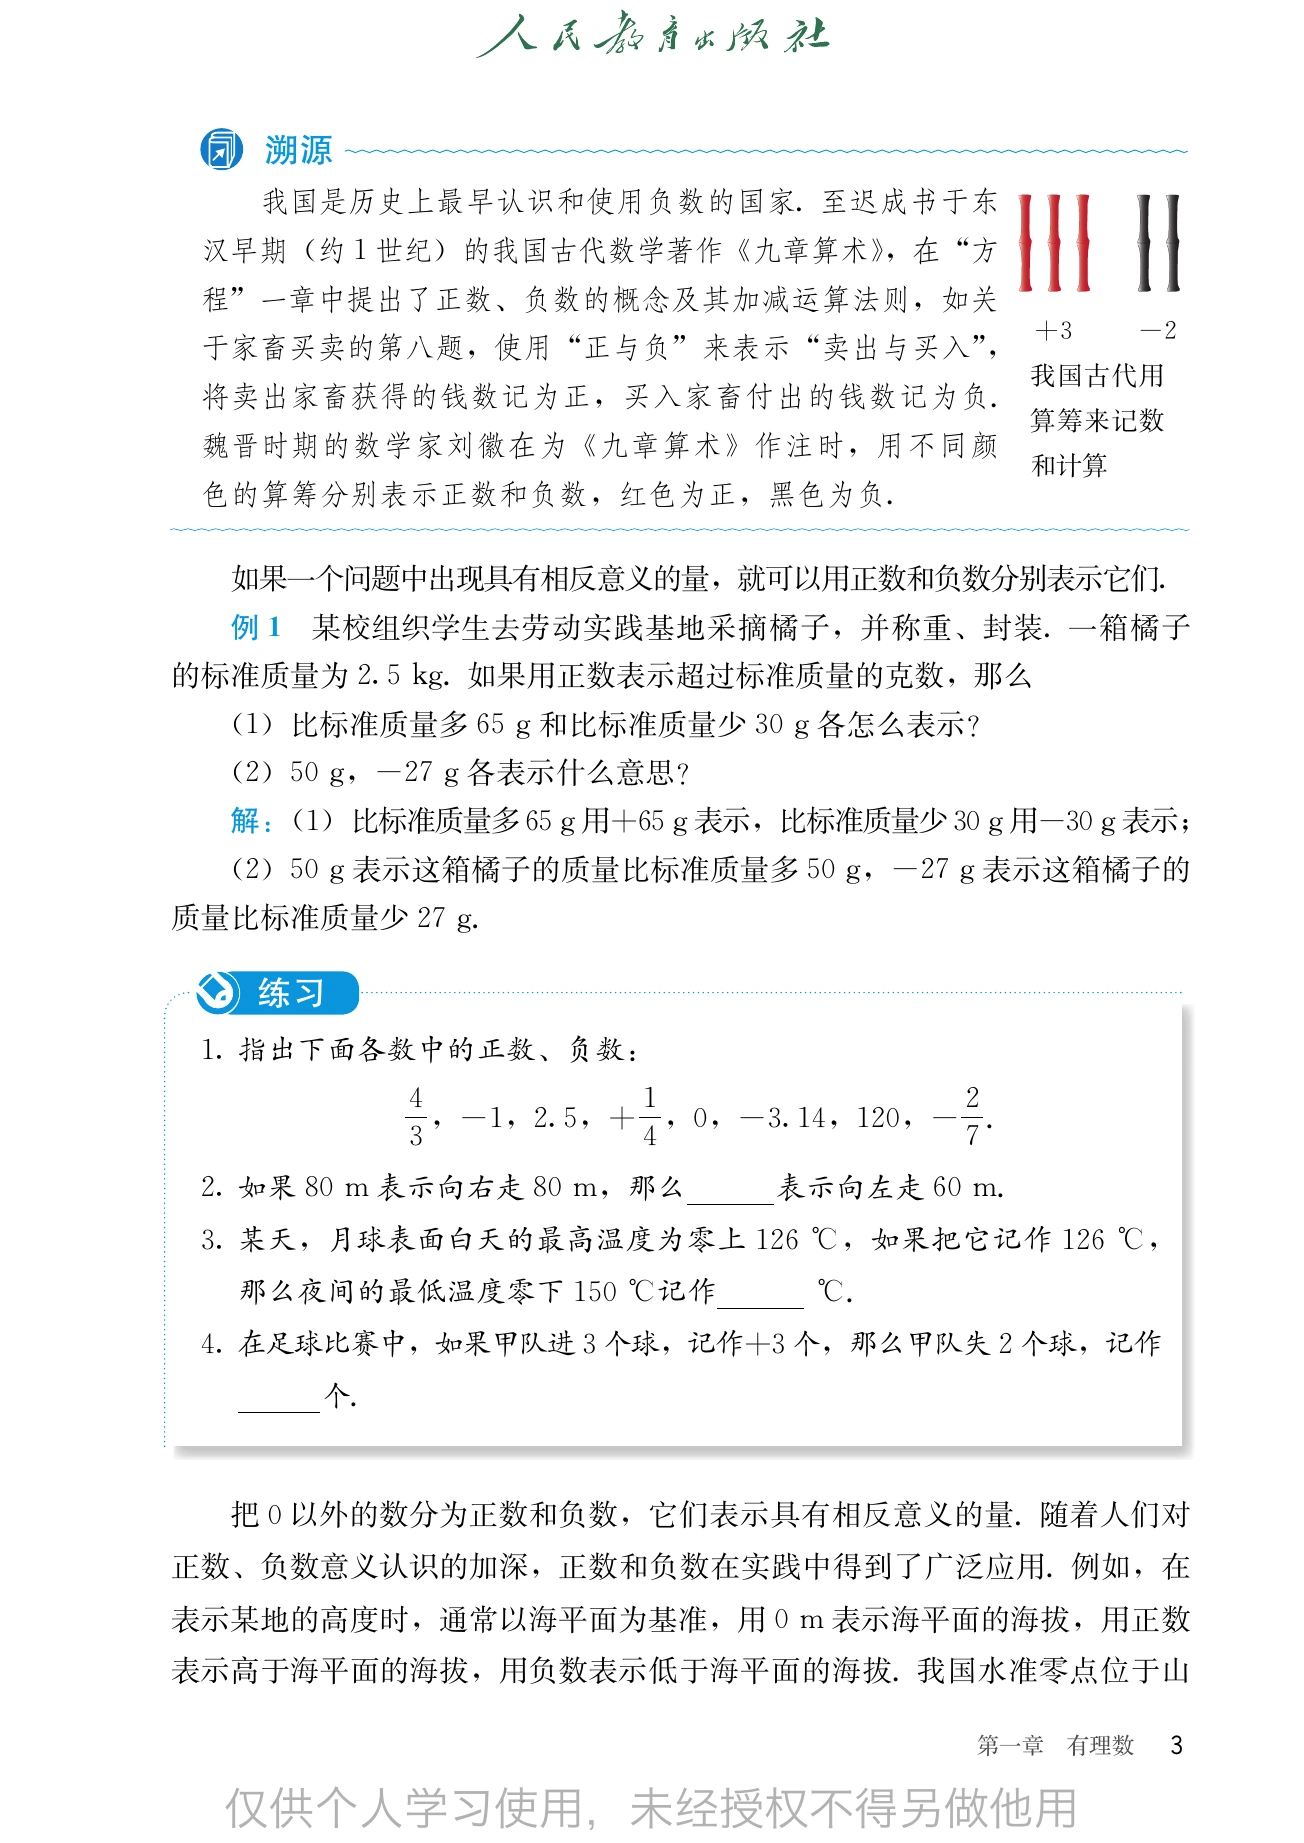 人民教育出版社
溯源
我国是历史上最早认识和使用负数的国家. 至迟成书于东
汉早期（约 1 世纪）的我国古代数学著作《九章算术》，在“方
程”一章中提出了正数、负数的概念及其加减运算法则，如关
于家畜买卖的第八题，使用“正与负”来表示“卖出与买入”，
将卖出家畜获得的钱数记为正，买入家畜付出的钱数记为负.
魏晋时期的数学家刘徽在为《九章算术》作注时，用不同颜
色的算筹分别表示正数和负数，红色为正，黑色为负.
+3 −2
我国古代用
算筹来记数
和计算
如果一个问题中出现具有相反意义的量，就可以用正数和负数分别表示它们.
例 1 某校组织学生去劳动实践基地采摘橘子，并称重、封装. 一箱橘子
的标准质量为 2.5 kg. 如果用正数表示超过标准质量的克数，那么
（1）比标准质量多 65 g 和比标准质量少 30 g 各怎么表示？
（2）50 g，−27 g 各表示什么意思？
解：（1） 比标准质量多 65 g 用+65 g 表示，比标准质量少 30 g 用−30 g 表示；
（2）50 g 表示这箱橘子的质量比标准质量多 50 g，−27 g 表示这箱橘子的
质量比标准质量少 27 g.
练习
1. 指出下面各数中的正数、负数：
4/3，−1，2.5，+1/4，0，−3.14，120，−2/7.
2. 如果 80 m 表示向右走 80 m，那么______表示向左走 60 m.
3. 某天，月球表面白天的最高温度为零上 126 ℃，如果把它记作 126 ℃，
那么夜间的最低温度零下 150 ℃记作______ ℃.
4. 在足球比赛中，如果甲队进 3 个球，记作+3 个，那么甲队失 2 个球，记作
______个.
把 0 以外的数分为正数和负数，它们表示具有相反意义的量. 随着人们对
正数、负数意义认识的加深，正数和负数在实践中得到了广泛应用. 例如，在
表示某地的高度时，通常以海平面为基准，用 0 m 表示海平面的海拔，用正数
表示高于海平面的海拔，用负数表示低于海平面的海拔. 我国水准零点位于山
第一章 有理数 3
仅供个人学习使用，未经授权不得另做他用